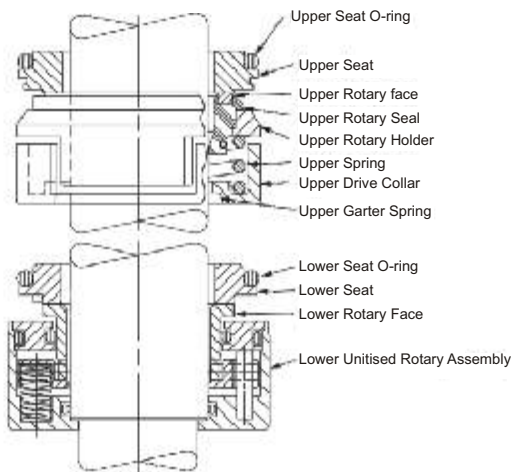 Upper Seat O-ring
Upper Seat
Upper Rotary face
Upper Rotary Seal
Upper Rotary Holder
Upper Spring
Upper Drive Collar
Upper Garter Spring
Lower Seat O-ring
Lower Seat
Lower Rotary Face
Lower Unitised Rotary Assembly